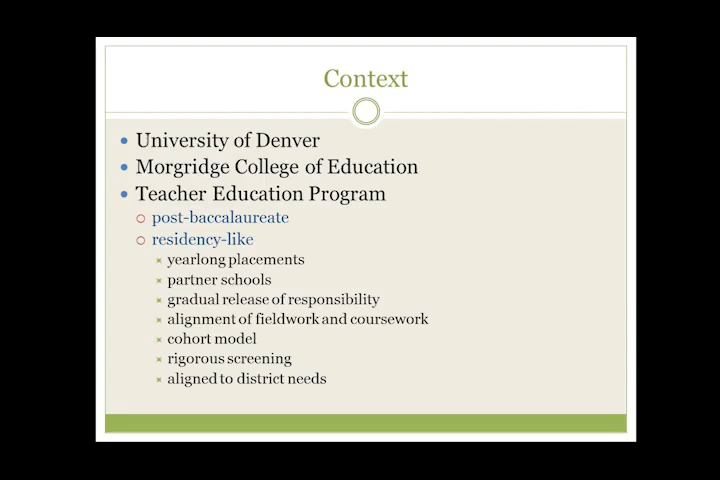 Context
University of Denver
Morgridge College of Education
Teacher Education Program
post-baccalaureate
residency-like
yearlong placements
partner schools
gradual release of responsibility
alignment of fieldwork and coursework
cohort model
rigorous screening
aligned to district needs